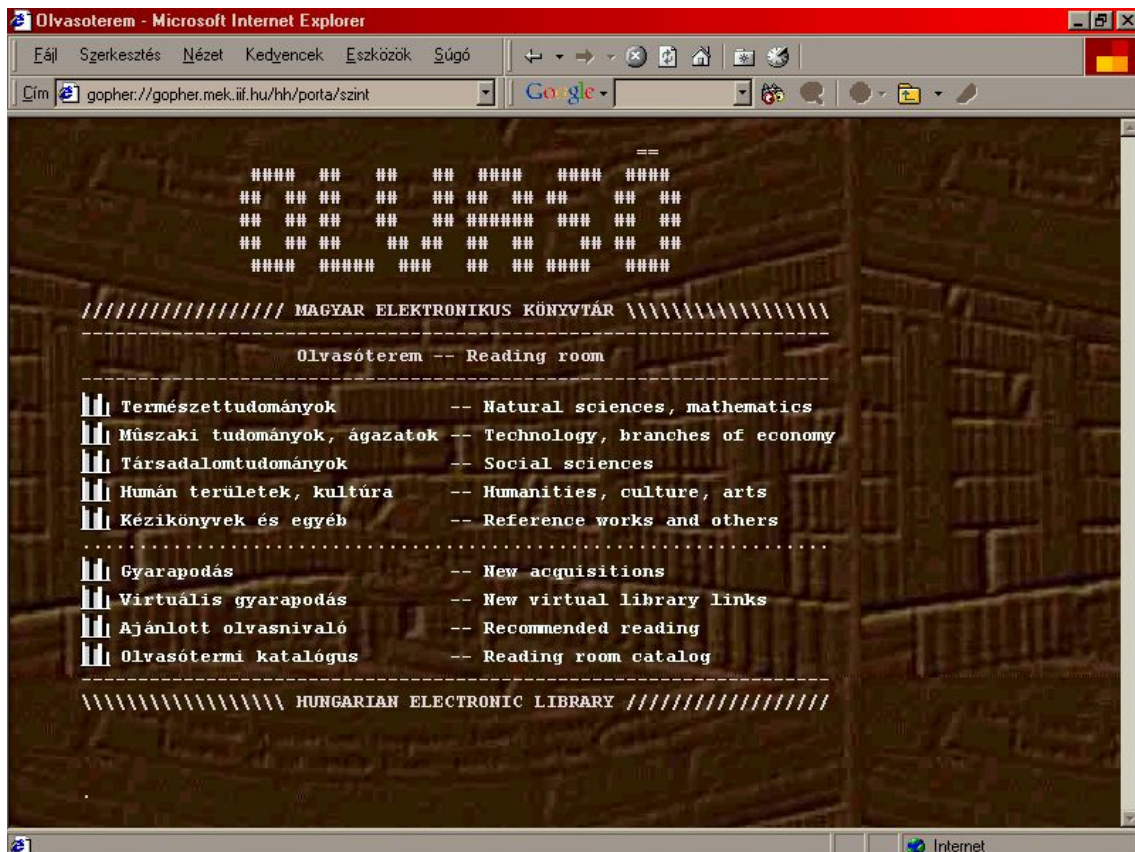 Olvasoterem - Microsoft Internet Explorer
Fájl Szerkesztés Nézet Kedvencek Eszközök Súgó
Cím gopher://gopher.mek.iif.hu/hh/porta/szint Google
OLVASÓ
////////////////// MAGYAR ELEKTRONIKUS KÖNYVTÁR \\\\\\\\\\\\\\\\\\
Olvasóterem -- Reading room
Természettudományok -- Natural sciences, mathematics
Mûszaki tudományok, ágazatok -- Technology, branches of economy
Társadalomtudományok -- Social sciences
Humán területek, kultúra -- Humanities, culture, arts
Kézikönyvek és egyéb -- Reference works and others
Gyarapodás -- New acquisitions
Virtuális gyarapodás -- New virtual library links
Ajánlott olvasnivaló -- Recommended reading
Olvasótermi katalógus -- Reading room catalog
\\\\\\\\\\\\\\\\\\ HUNGARIAN ELECTRONIC LIBRARY //////////////////
Internet